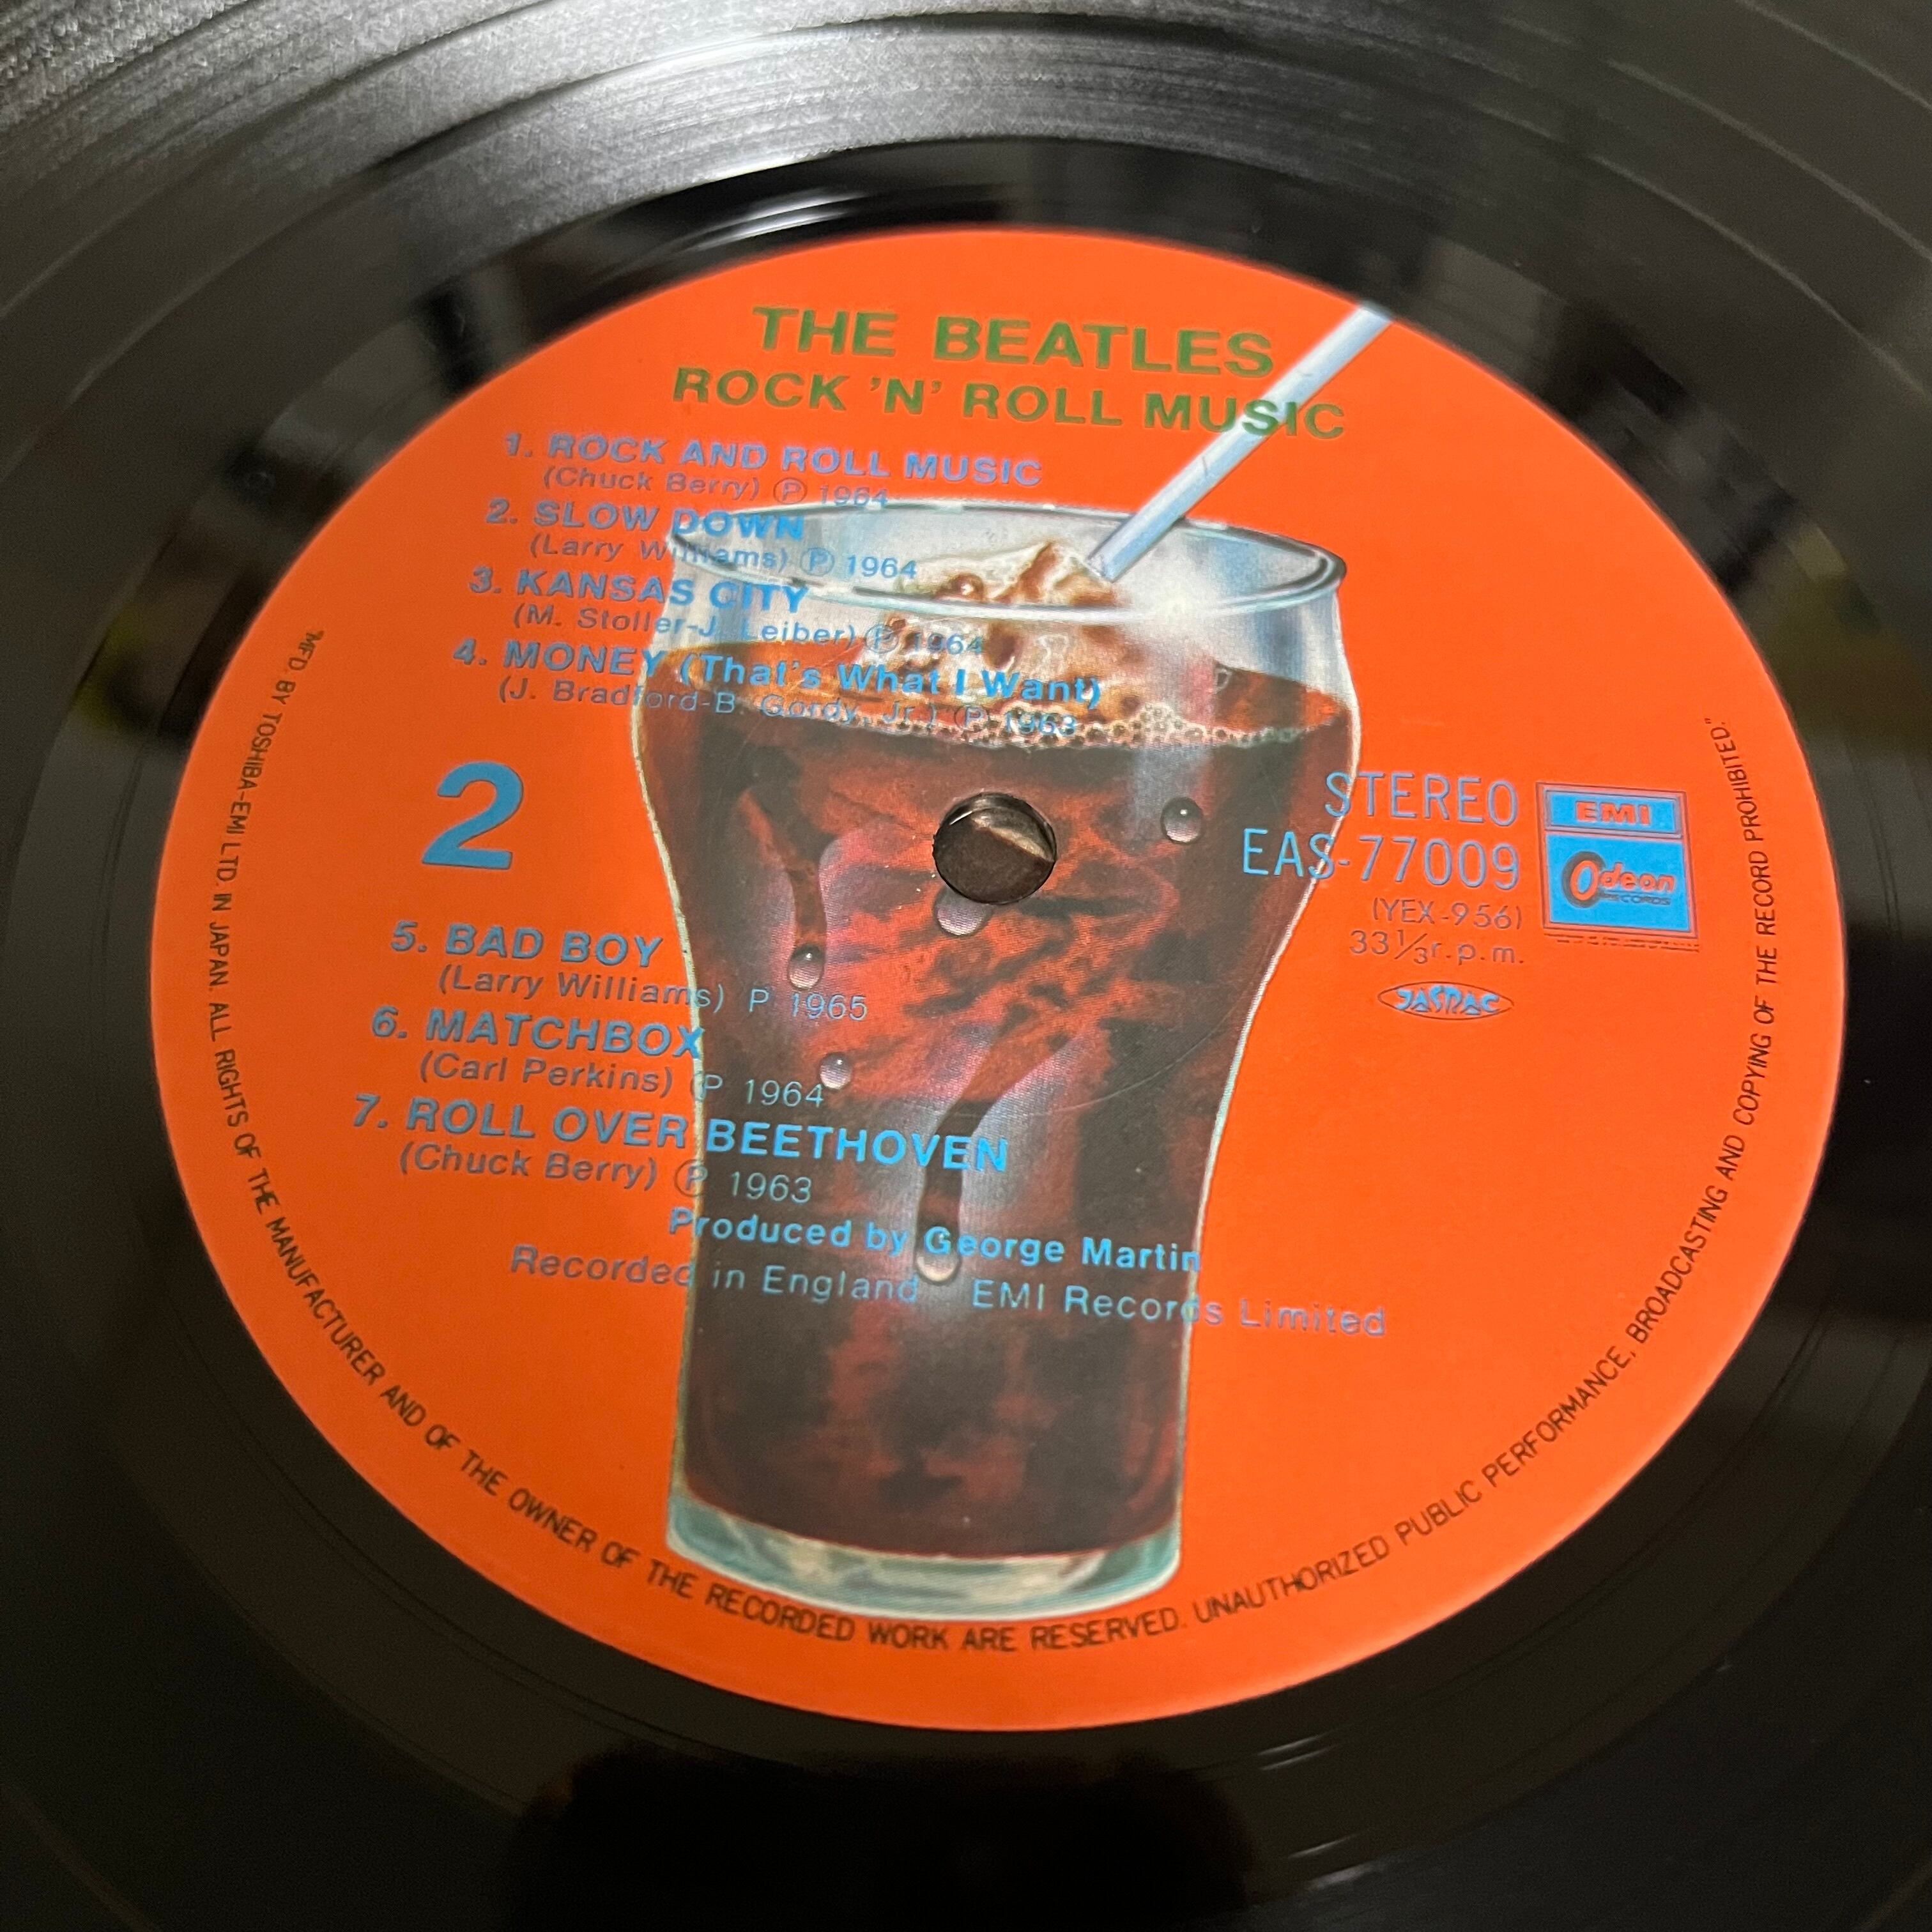 THE BEATLES
ROCK 'N' ROLL MUSIC
1. ROCK AND ROLL MUSIC
(Chuck Berry) Ⓟ 1964
2. SLOW DOWN
(Larry Williams) Ⓟ 1964
3. KANSAS CITY
(M. Stoller-J. Leiber) Ⓟ 1964
4. MONEY (That's What I Want)
(J. Bradford-B. Gordy, Jr.) Ⓟ 1963
2
STEREO
EAS-77009
(YEX-956)
33⅓r.p.m.
JASRAC
EMI
Odeon
RECORDS
5. BAD BOY
(Larry Williams) P 1965
6. MATCHBOX
(Carl Perkins) Ⓟ 1964
7. ROLL OVER BEETHOVEN
(Chuck Berry) Ⓟ 1963
Produced by George Martin
Recorded in England EMI Records Limited
"MFD. BY TOSHIBA-EMI LTD. IN JAPAN. ALL RIGHTS OF THE MANUFACTURER AND OF THE OWNER OF THE RECORDED WORK ARE RESERVED. UNAUTHORIZED PUBLIC PERFORMANCE, BROADCASTING AND COPYING OF THE RECORD PROHIBITED."